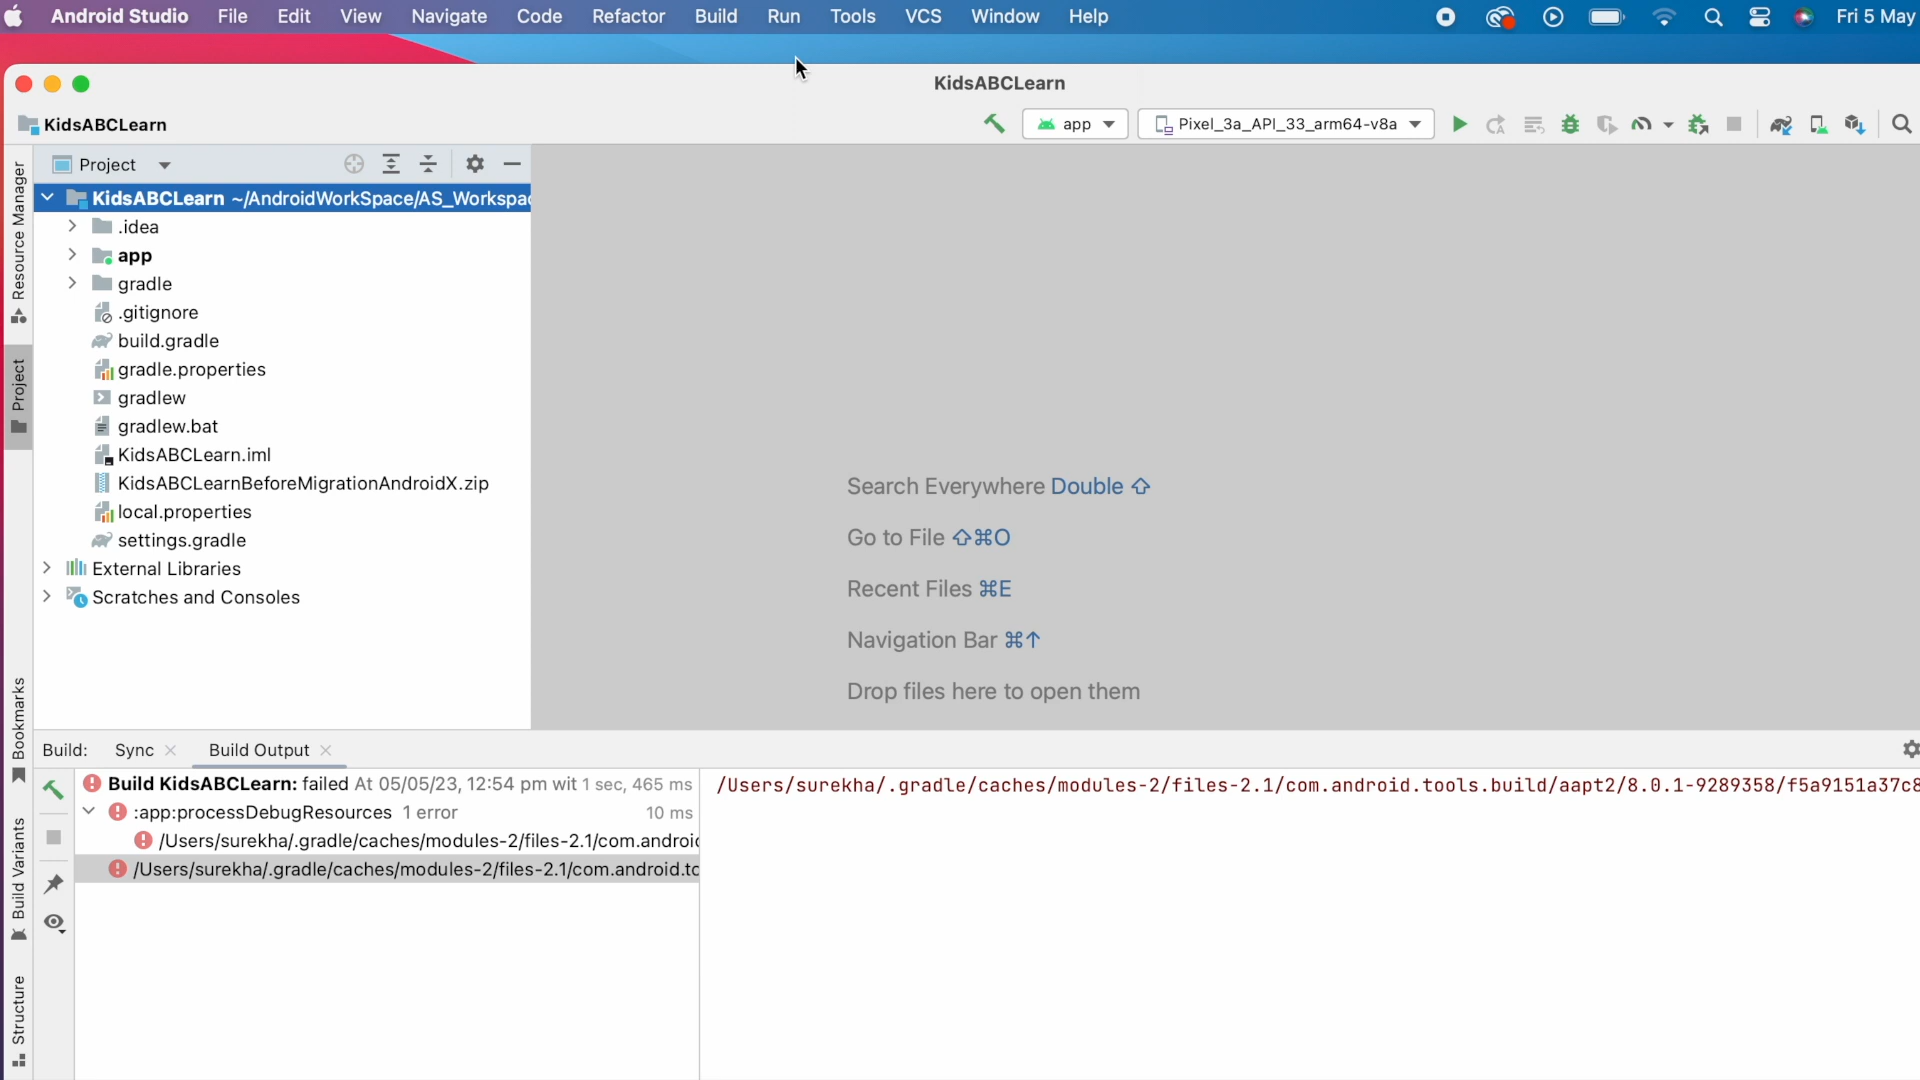 Android Studio File Edit View Navigate Code Refactor Build Run Tools VCS Window Help Fri 5 May
KidsABCLearn
KidsABCLearn app Pixel_3a_API_33_arm64-v8a
Resource Manager
Project
Bookmarks
Build Variants
Structure
Project
KidsABCLearn ~/AndroidWorkSpace/AS_Workspac
.idea
app
gradle
.gitignore
build.gradle
gradle.properties
gradlew
gradlew.bat
KidsABCLearn.iml
KidsABCLearnBeforeMigrationAndroidX.zip
local.properties
settings.gradle
External Libraries
Scratches and Consoles
Search Everywhere Double ⇧
Go to File ⇧⌘O
Recent Files ⌘E
Navigation Bar ⌘↑
Drop files here to open them
Build: Sync Build Output
Build KidsABCLearn: failed At 05/05/23, 12:54 pm wit 1 sec, 465 ms
:app:processDebugResources 1 error 10 ms
/Users/surekha/.gradle/caches/modules-2/files-2.1/com.androi
/Users/surekha/.gradle/caches/modules-2/files-2.1/com.android.to
/Users/surekha/.gradle/caches/modules-2/files-2.1/com.android.tools.build/aapt2/8.0.1-9289358/f5a9151a37c8